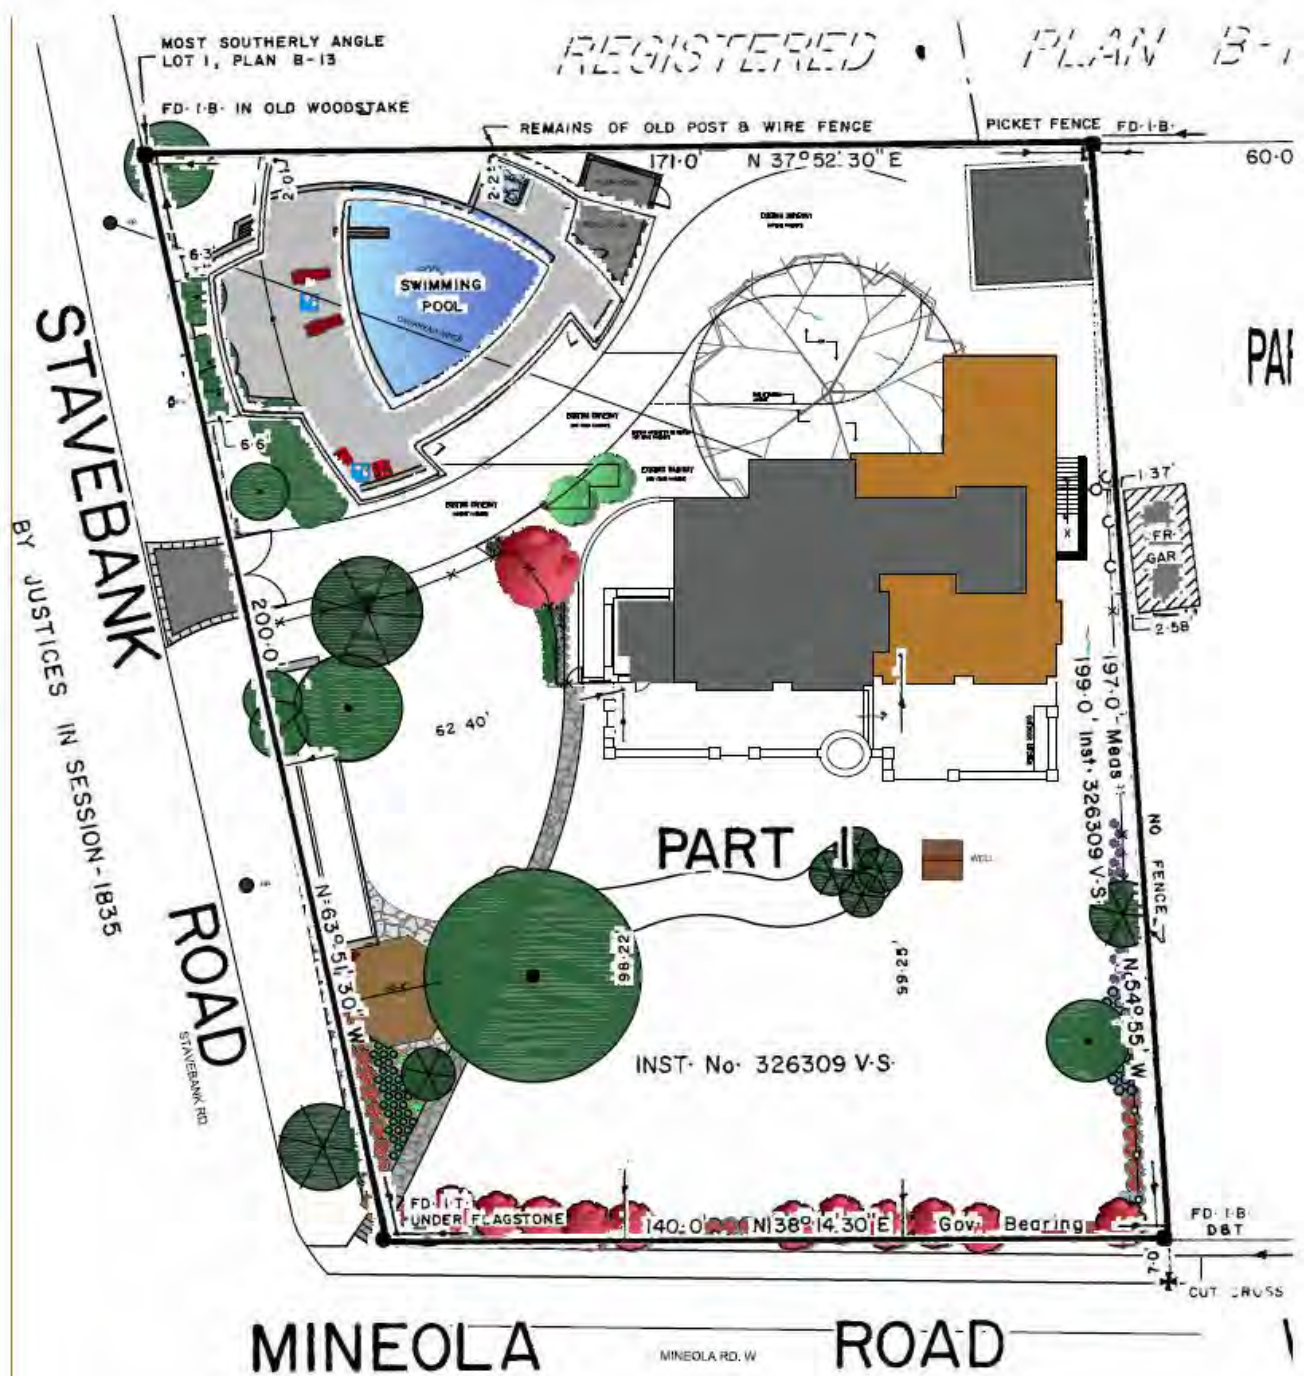 REGISTERED • PLAN B-1
MOST SOUTHERLY ANGLE
LOT 1, PLAN B-13
FD·I·B· IN OLD WOODSTAKE
REMAINS OF OLD POST & WIRE FENCE
PICKET FENCE FD·I·B·
171.0' N 37° 52'. 30" E
60.0
2.2'
6.3'
SWIMMING
POOL
PAR
STAVEBANK
6.6'
1.37'
FR·
GAR
2.58'
200.0'
BY JUSTICES IN SESSION-1835
62 40'
197.0' Meas
199.0' Inst. 326309 V·S·
NO FENCE
PART 1
WELL
ROAD
N 63° 51'. 30" W
98.22'
59.25'
N 54° 55' W
STAVEBANK RD
INST· No· 326309 V·S·
FD·I·T·
UNDER FLAGSTONE
140.0' N 38° 14'. 30" E Gov. Bearing
FD·I·B·
D&T
7.0'
CUT CROSS
MINEOLA ROAD
MINEOLA RD. W